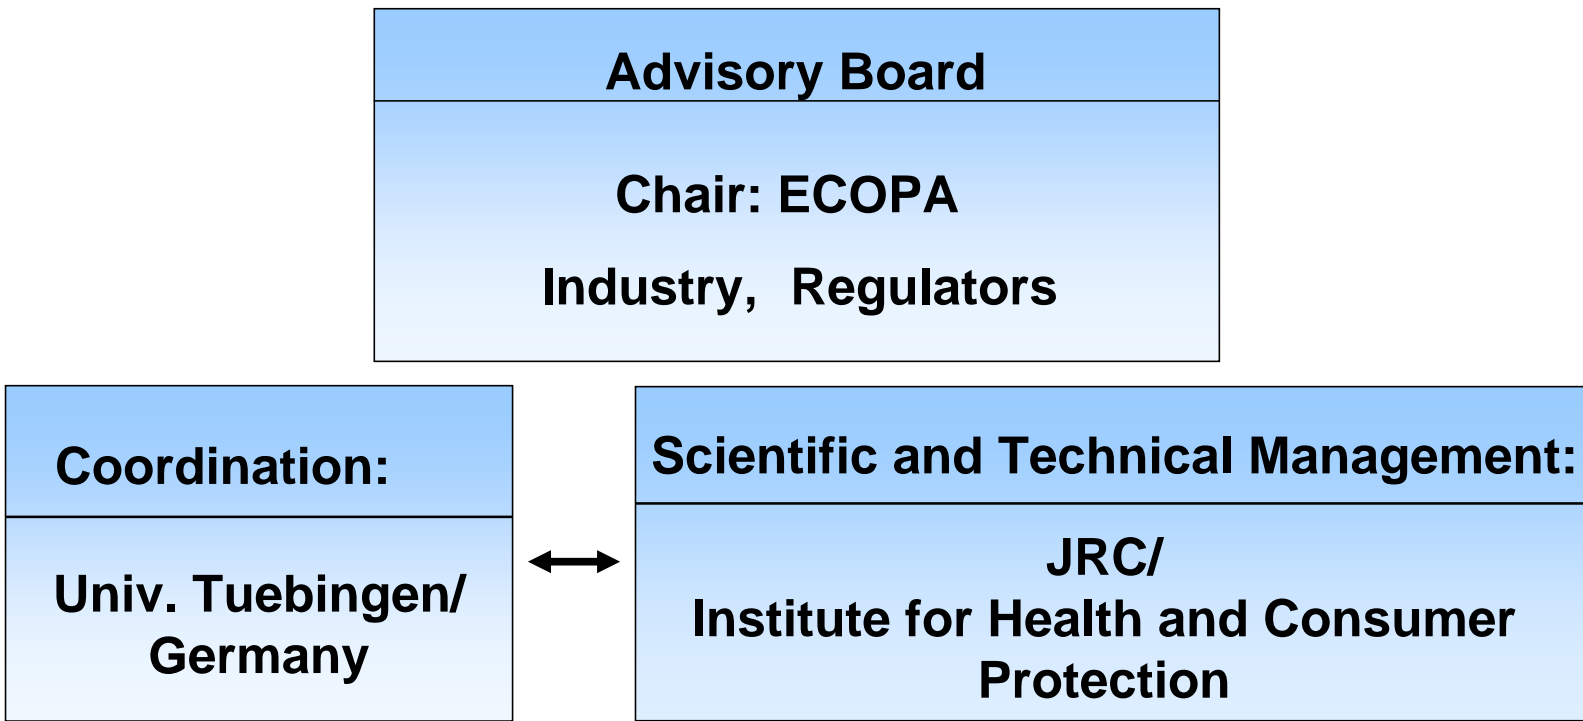 Advisory Board
Chair: ECOPA
Industry, Regulators
Coordination:
Univ. Tuebingen/
Germany
Scientific and Technical Management:
JRC/
Institute for Health and Consumer
Protection